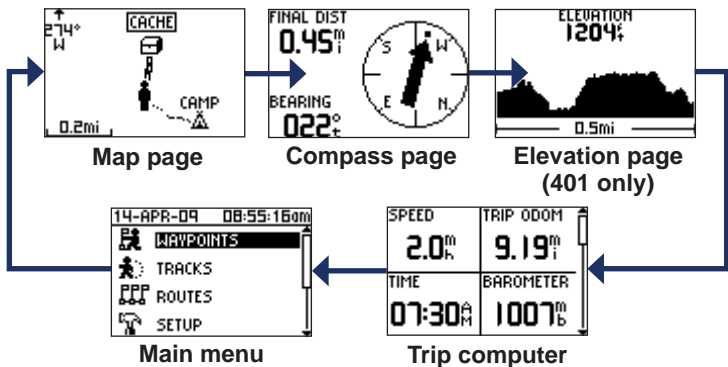 274°
W
CACHE
CAMP
0.2mi
Map page
FINAL DIST
0.45mi
BEARING
022°t
S W
E N
Compass page
ELEVATION
1204ft
0.5mi
Elevation page
(401 only)
14-APR-09 08:55:16am
WAYPOINTS
TRACKS
ROUTES
SETUP
Main menu
SPEED TRIP ODOM
2.0mh 9.19mi
TIME BAROMETER
07:30AM 1007mb
Trip computer